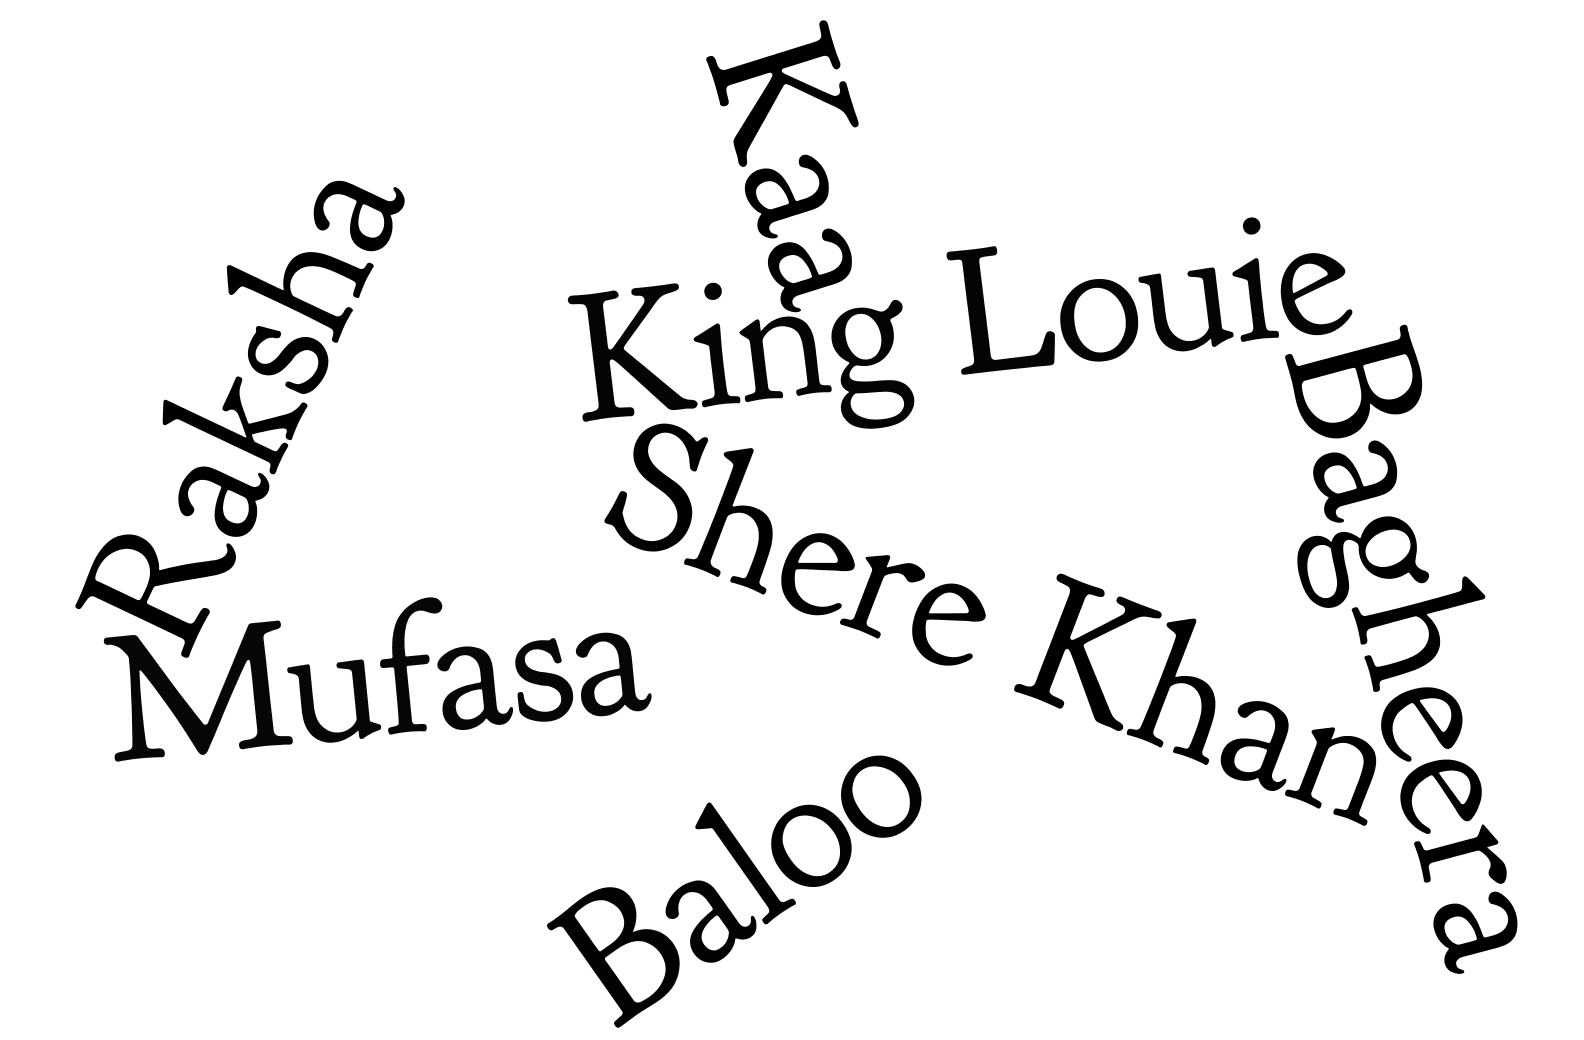 Kaa
Raksha
King Louie
Bagheera
Shere Khan
Mufasa
Baloo